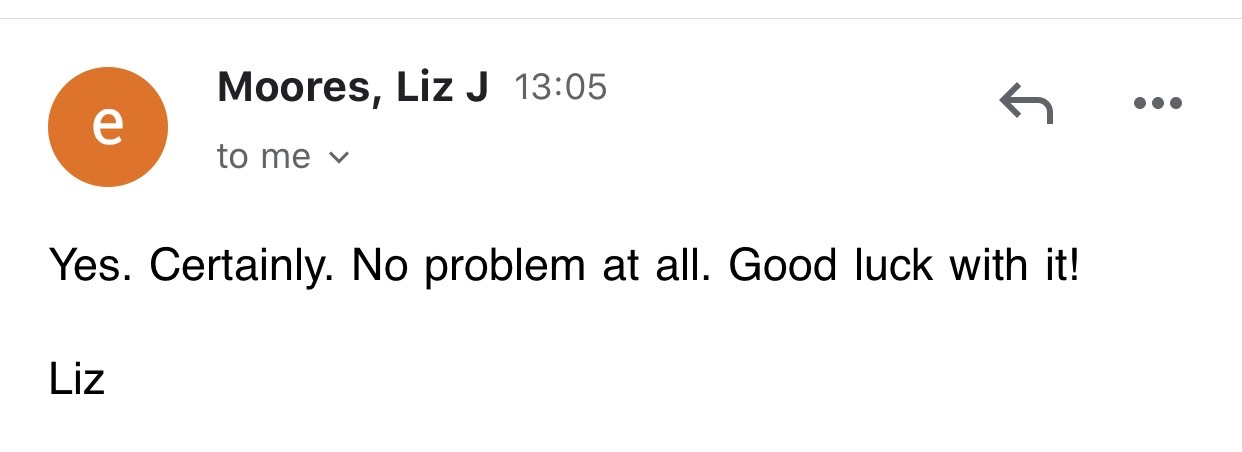 e
Moores, Liz J 13:05
to me
Yes. Certainly. No problem at all. Good luck with it!
Liz